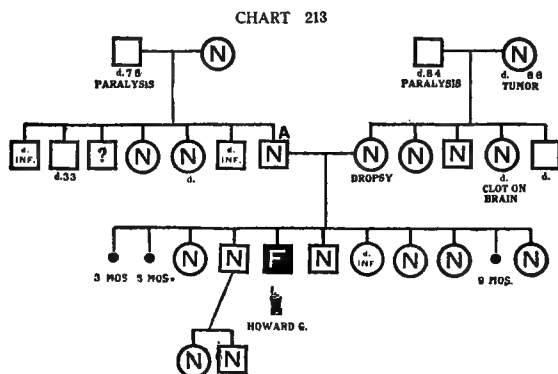 CHART 213
N N
d.78 d.84 d. 86
PARALYSIS PARALYSIS TUMOR
A
d. INF. ? N N d. INF. N N N N N
d.33 d. DROPSY d. d.
CLOT ON
BRAIN
N N F N d. INF N N N
3 MOS 5 MOS. 9 MOS.
HOWARD G.
N N